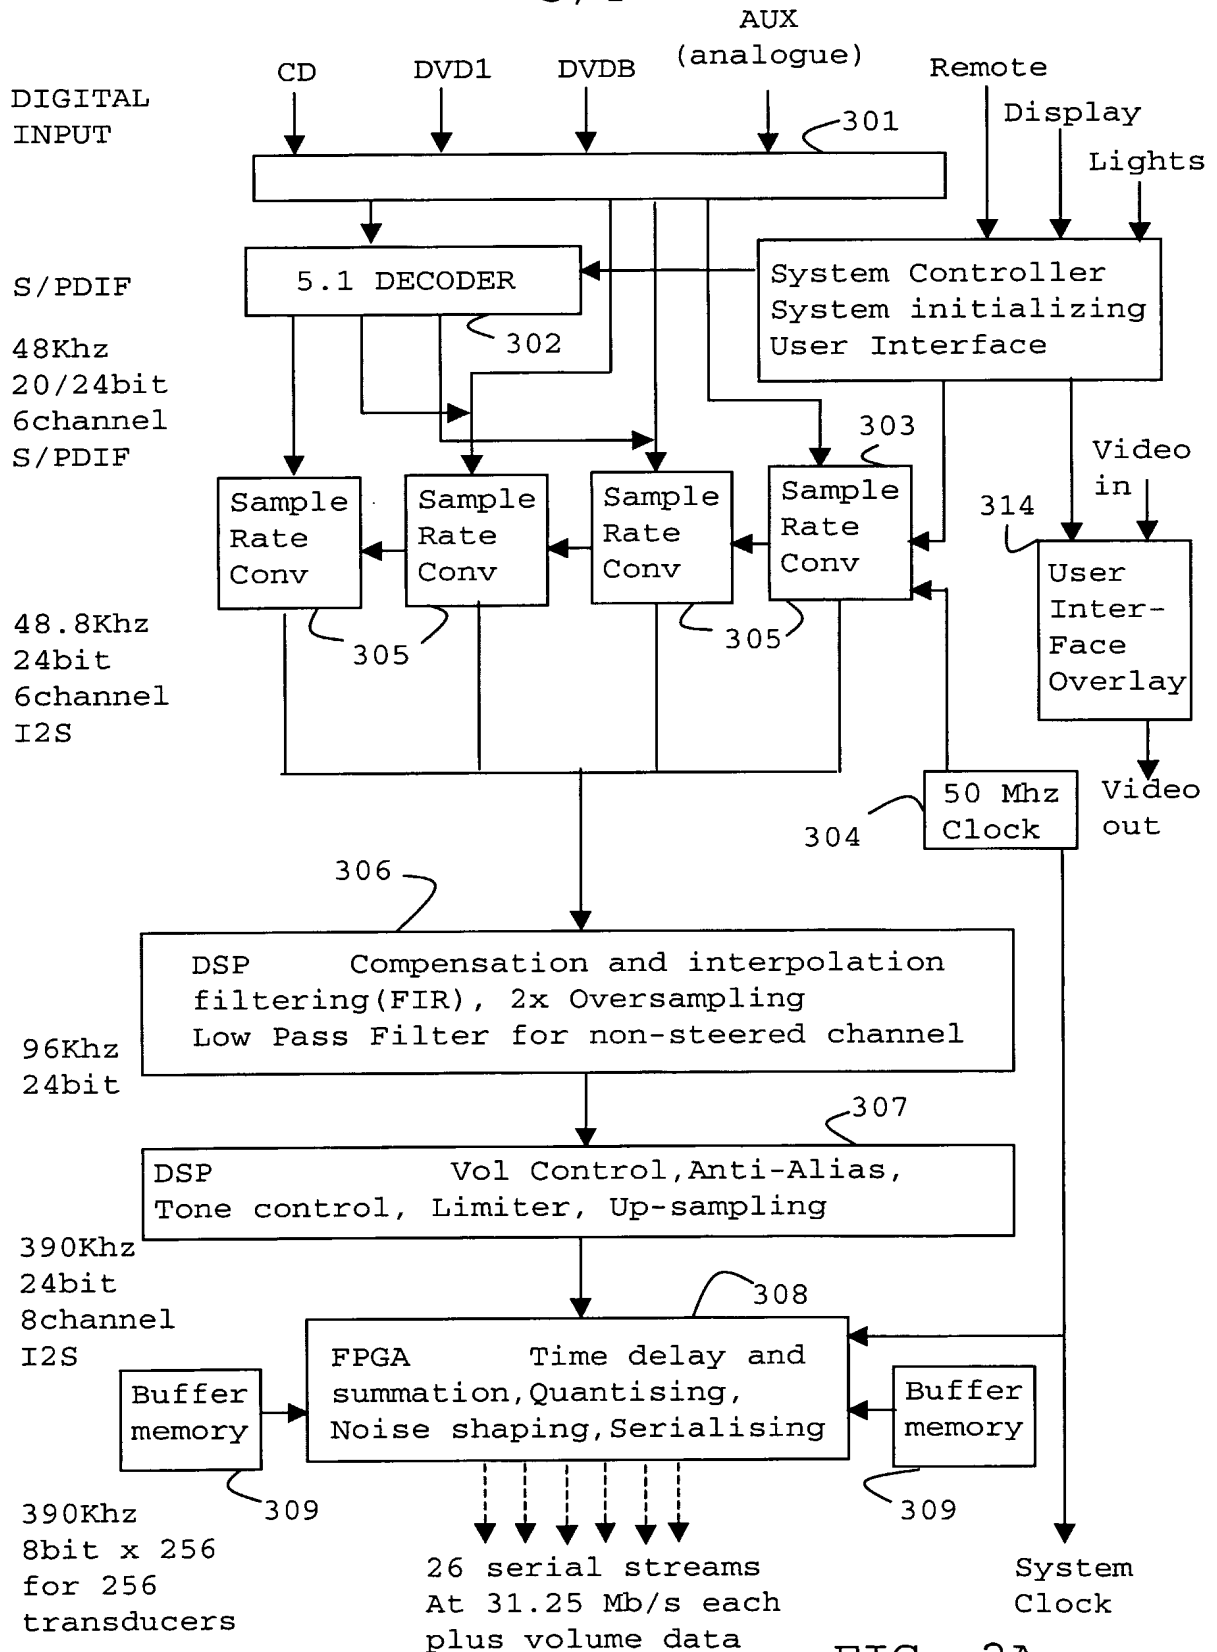 AUX
(analogue)
CD
DVD1
DVDB
Remote
DIGITAL
INPUT
Display
301
Lights
5.1 DECODER
System Controller
System initializing
User Interface
S/PDIF
302
48Khz
20/24bit
6channel
S/PDIF
303
Video
in
314
Sample
Rate
Conv
Sample
Rate
Conv
Sample
Rate
Conv
Sample
Rate
Conv
User
Inter-
Face
Overlay
48.8Khz
24bit
6channel
I2S
305
305
50 Mhz
Clock
304
Video
out
306
DSP Compensation and interpolation
filtering(FIR), 2x Oversampling
Low Pass Filter for non-steered channel
96Khz
24bit
307
DSP Vol Control,Anti-Alias,
Tone control, Limiter, Up-sampling
390Khz
24bit
8channel
I2S
308
FPGA Time delay and
summation,Quantising,
Noise shaping,Serialising
Buffer
memory
Buffer
memory
309
309
390Khz
8bit x 256
for 256
transducers
26 serial streams
At 31.25 Mb/s each
plus volume data
System
Clock